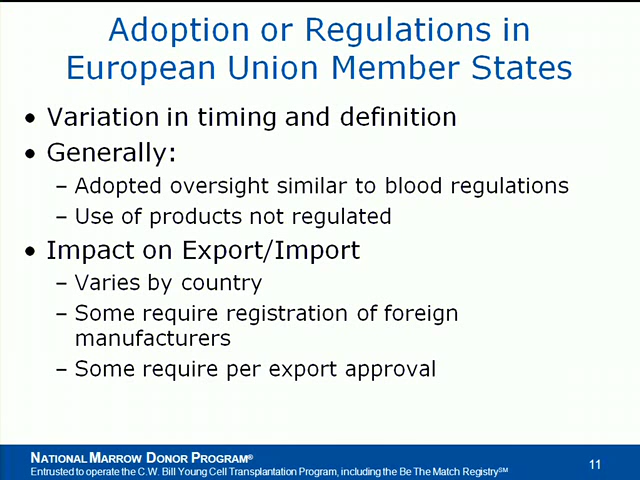 Adoption or Regulations in
European Union Member States
• Variation in timing and definition
• Generally:
– Adopted oversight similar to blood regulations
– Use of products not regulated
• Impact on Export/Import
– Varies by country
– Some require registration of foreign
manufacturers
– Some require per export approval
NATIONAL MARROW DONOR PROGRAM®
Entrusted to operate the C.W. Bill Young Cell Transplantation Program, including the Be The Match Registry℠
11